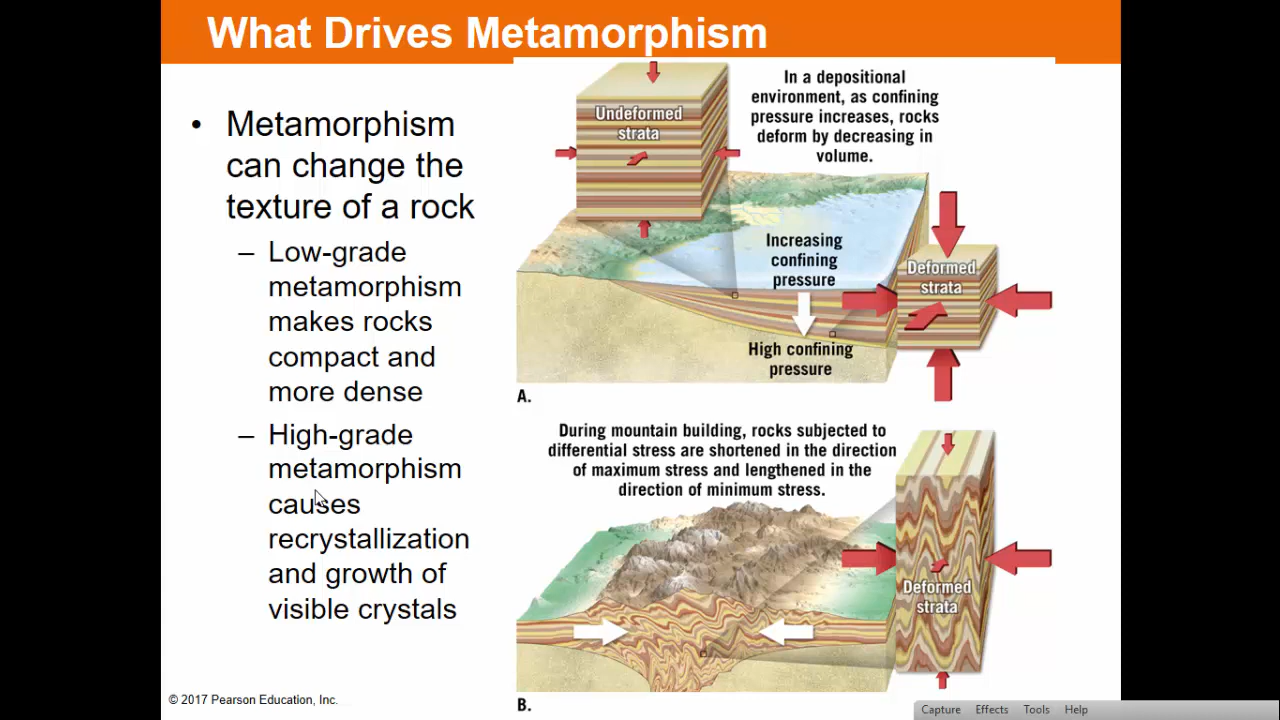 What Drives Metamorphism
• Metamorphism
can change the
texture of a rock
– Low-grade
metamorphism
makes rocks
compact and
more dense
– High-grade
metamorphism
causes
recrystallization
and growth of
visible crystals
Undeformed
strata
In a depositional
environment, as confining
pressure increases, rocks
deform by decreasing in
volume.
Increasing
confining
pressure
Deformed
strata
High confining
pressure
A.
During mountain building, rocks subjected to
differential stress are shortened in the direction
of maximum stress and lengthened in the
direction of minimum stress.
Deformed
strata
B.
© 2017 Pearson Education, Inc.
Capture Effects Tools Help